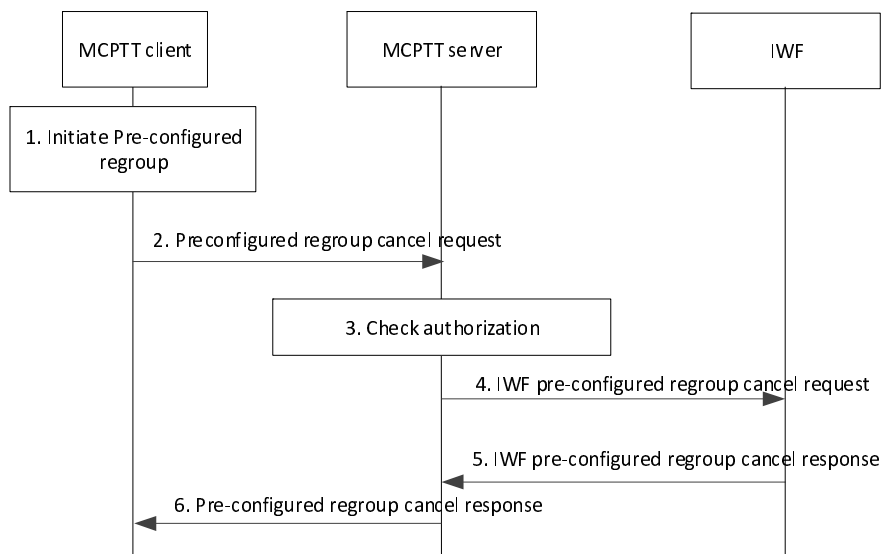 MCPTT client
MCPTT server
IWF
1. Initiate Pre-configured
regroup
2. Preconfigured regroup cancel request
3. Check authorization
4. IWF pre-configured regroup cancel request
5. IWF pre-configured regroup cancel response
6. Pre-configured regroup cancel response